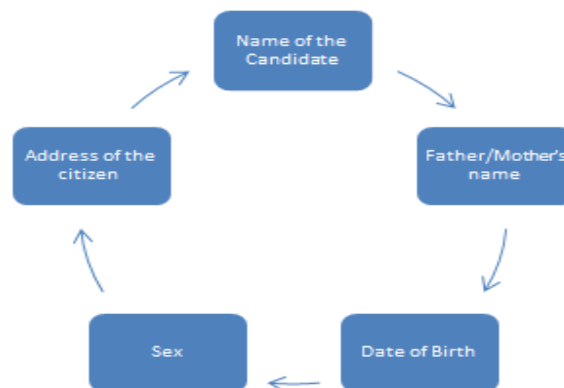 Name of the
Candidate
Father/Mother's
name
Date of Birth
Sex
Address of the
citizen